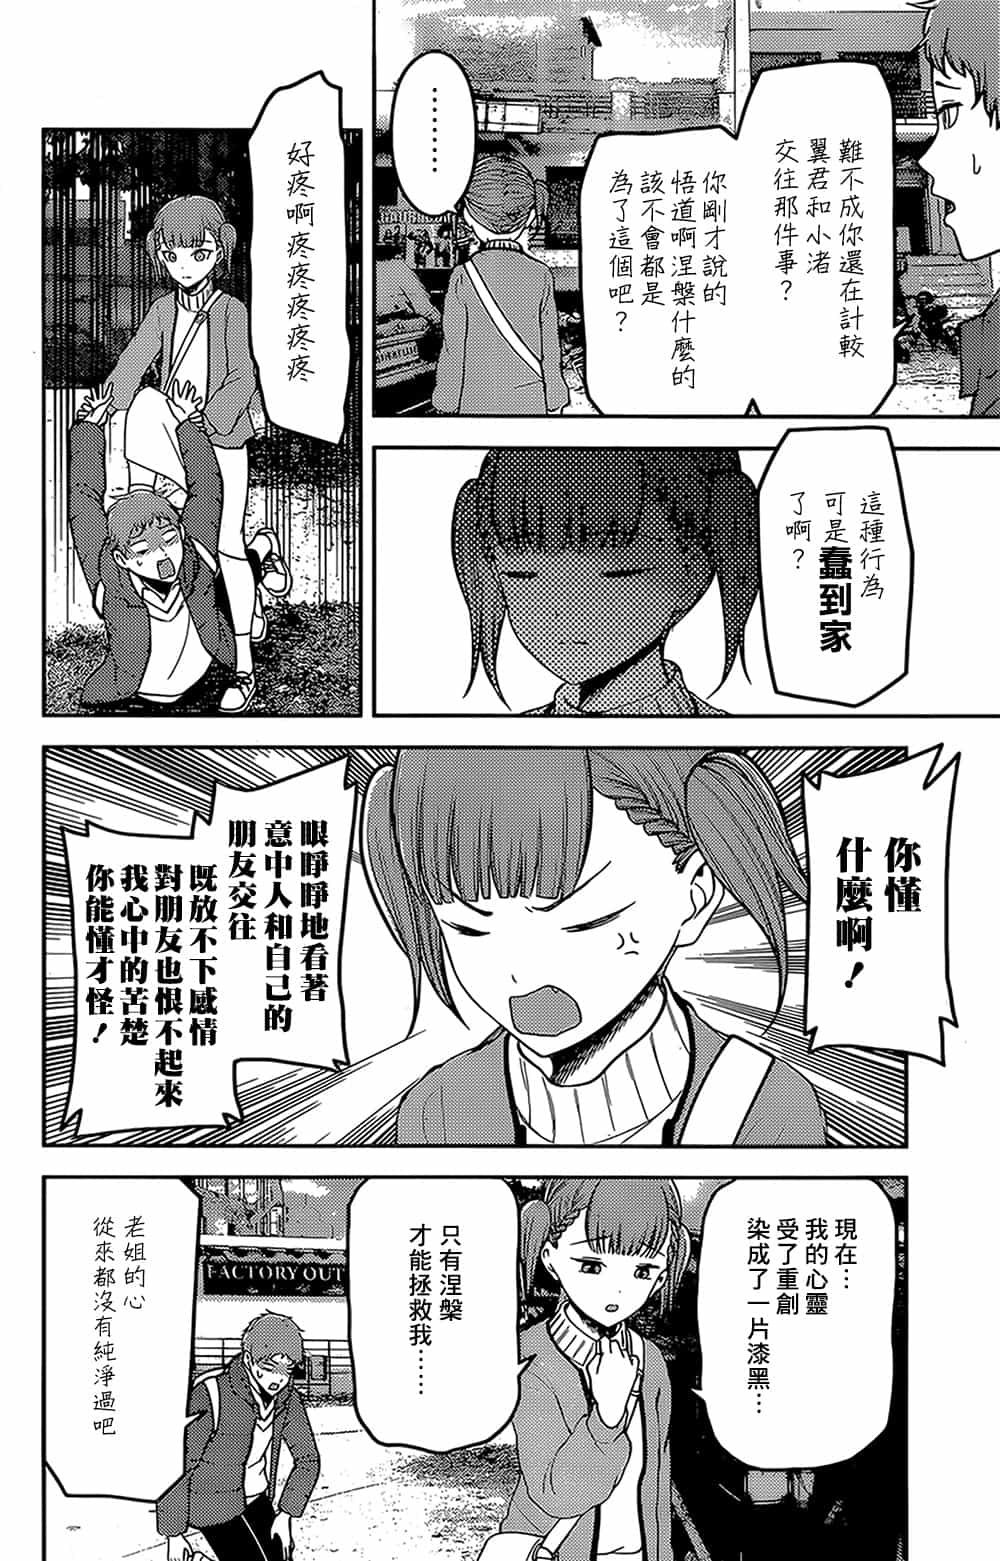 難不成你還在計較
翼君和小渚
交往那件事？
你剛才說的
悟道啊涅槃什麼的
該不會都是
為了這個吧？
………
這種行為
可是蠢到家
了啊？
好疼啊疼疼疼疼疼
你懂
什麼啊！
眼睜睜地看著
意中人和自己的
朋友交往
既放不下感情
對朋友也恨不起來
我心中的苦楚
你能懂才怪！
現在…
我的心靈
受了重創
染成了一片漆黑…
只有涅槃
才能拯救我……
FACTORY OUT
老姐的心
從來都沒有純淨過吧